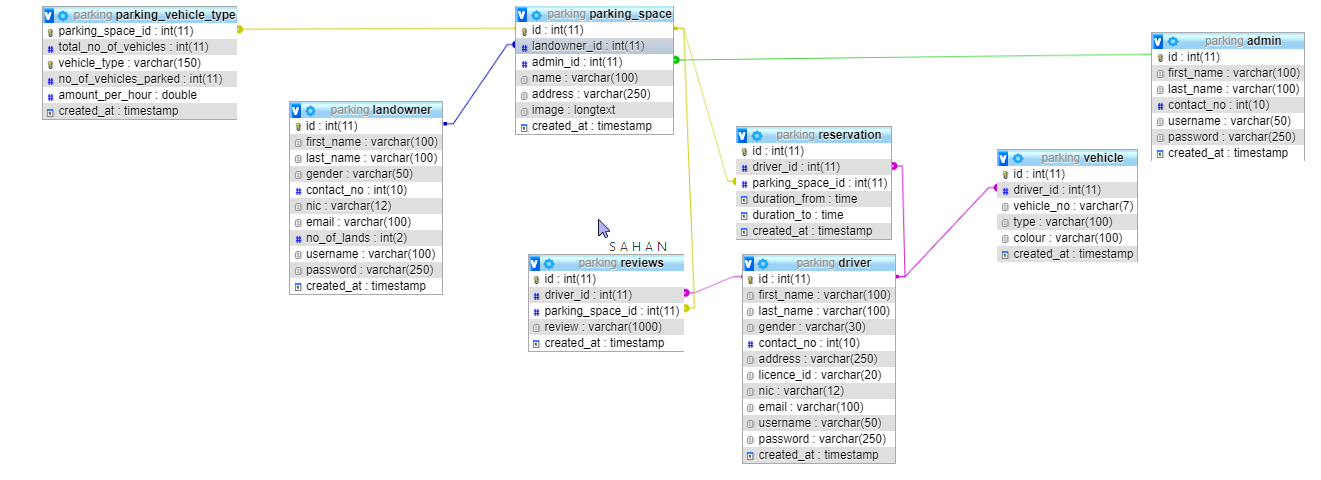 parking parking_vehicle_type
parking_space_id : int(11)
total_no_of_vehicles : int(11)
vehicle_type : varchar(150)
no_of_vehicles_parked : int(11)
amount_per_hour : double
created_at : timestamp
parking landowner
id : int(11)
first_name : varchar(100)
last_name : varchar(100)
gender : varchar(50)
contact_no : int(10)
nic : varchar(12)
email : varchar(100)
no_of_lands : int(2)
username : varchar(100)
password : varchar(250)
created_at : timestamp
parking parking_space
id : int(11)
landowner_id : int(11)
admin_id : int(11)
name : varchar(100)
address : varchar(250)
image : longtext
created_at : timestamp
SAHAN
parking reviews
id : int(11)
driver_id : int(11)
parking_space_id : int(11)
review : varchar(1000)
created_at : timestamp
parking reservation
id : int(11)
driver_id : int(11)
parking_space_id : int(11)
duration_from : time
duration_to : time
created_at : timestamp
parking driver
id : int(11)
first_name : varchar(100)
last_name : varchar(100)
gender : varchar(30)
contact_no : int(10)
address : varchar(250)
licence_id : varchar(20)
nic : varchar(12)
email : varchar(100)
username : varchar(50)
password : varchar(250)
created_at : timestamp
parking vehicle
id : int(11)
driver_id : int(11)
vehicle_no : varchar(7)
type : varchar(100)
colour : varchar(100)
created_at : timestamp
parking admin
id : int(11)
first_name : varchar(100)
last_name : varchar(100)
contact_no : int(10)
username : varchar(50)
password : varchar(250)
created_at : timestamp